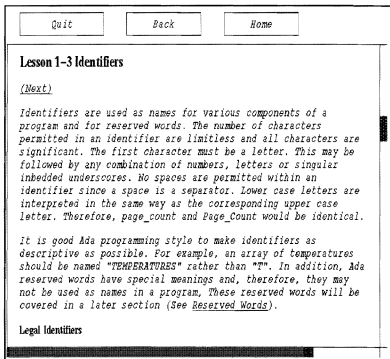 Quit Back Home
Lesson 1-3 Identifiers
(Next)
Identifiers are used as names for various components of a
program and for reserved words. The number of characters
permitted in an identifier are limitless and all characters are
significant. The first character must be a letter. This may be
followed by any combination of numbers, letters or singular
inbedded underscores. No spaces are permitted within an
identifier since a space is a separator. Lower case letters are
interpreted in the same way as the corresponding upper case
letter. Therefore, page_count and Page_Count would be identical.
It is good Ada programming style to make identifiers as
descriptive as possible. For example, an array of temperatures
should be named "TEMPERATURES" rather than "T". In addition, Ada
reserved words have special meanings and, therefore, they may
not be used as names in a program, These reserved words will be
covered in a later section (See Reserved Words).
Legal Identifiers